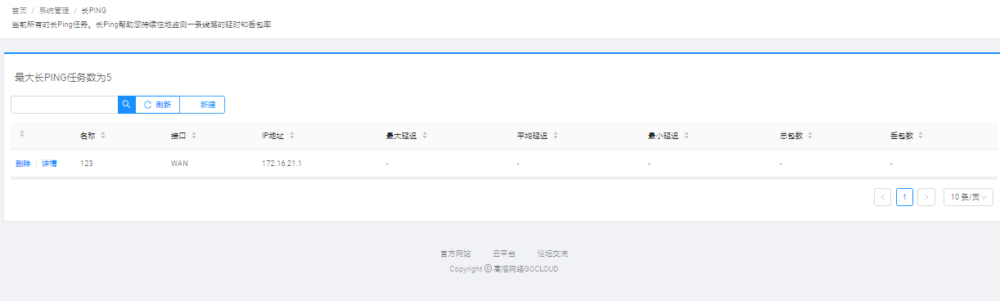 首页 / 系统管理 / 长PING
当前所有的长Ping任务。长Ping帮助您持续性地监测一条线路的延时和丢包率
最大长PING任务数为5
刷新 新建
名称 接口 IP地址 最大延迟 平均延迟 最小延迟 总包数 丢包数
删除 详情 123 WAN 172.16.21.1 - - - - -
1 10 条/页
官方网站 云平台 论坛交流
Copyright © 高恪网络GOCLOUD